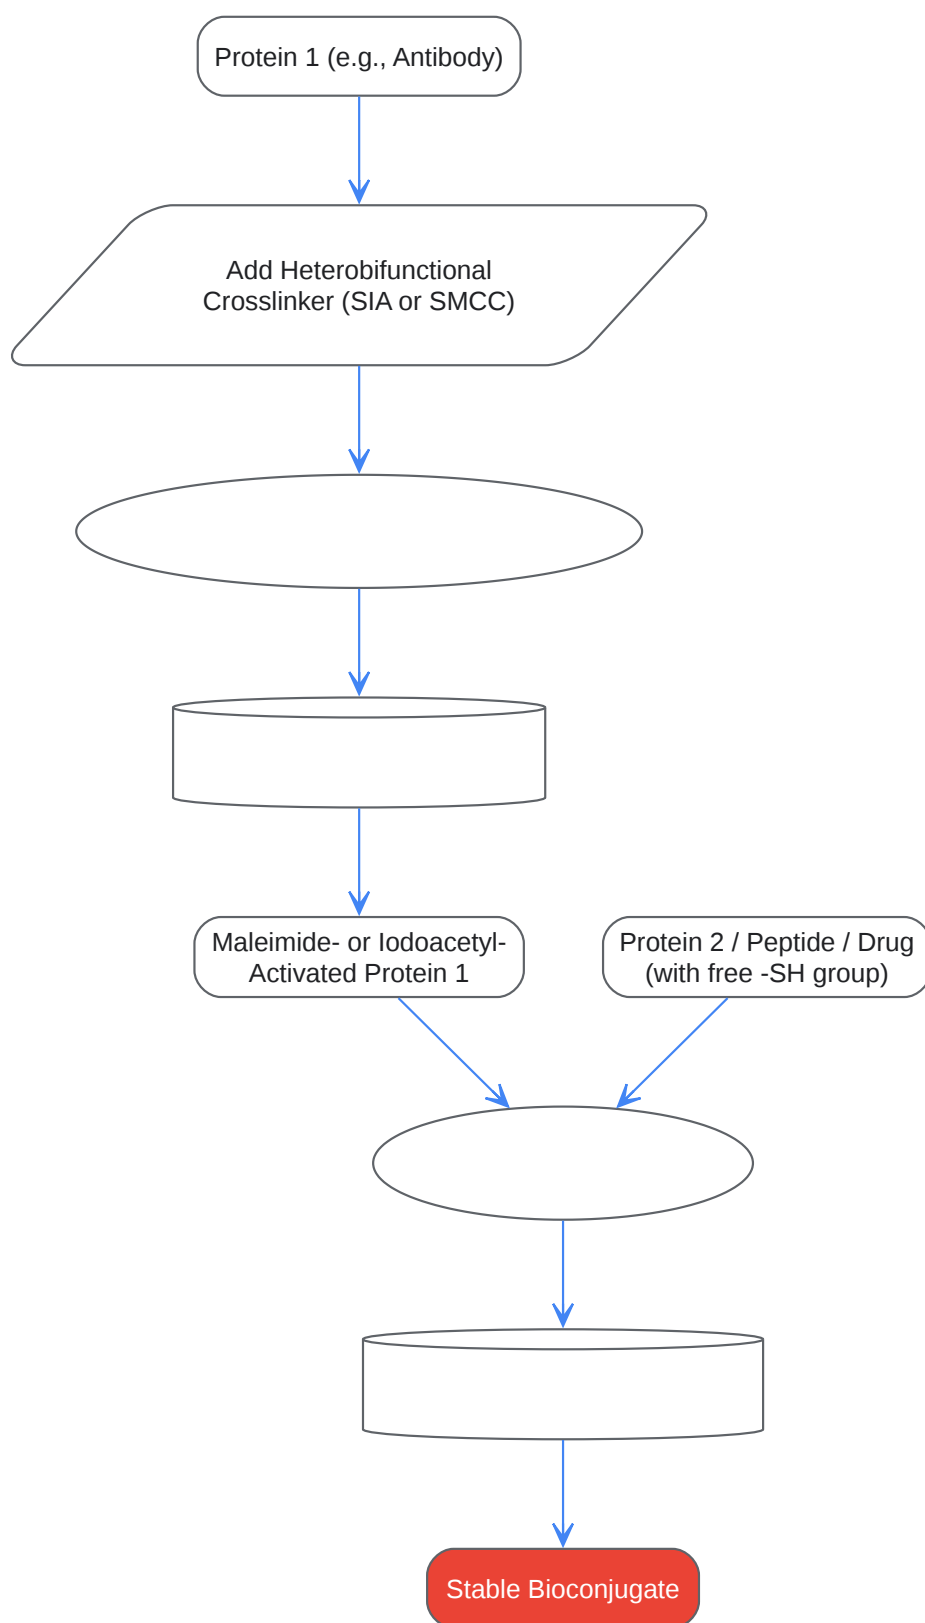 Protein 1 (e.g., Antibody)
Add Heterobifunctional
Crosslinker (SIA or SMCC)
Maleimide- or Iodoacetyl-
Activated Protein 1
Protein 2 / Peptide / Drug
(with free -SH group)
Stable Bioconjugate